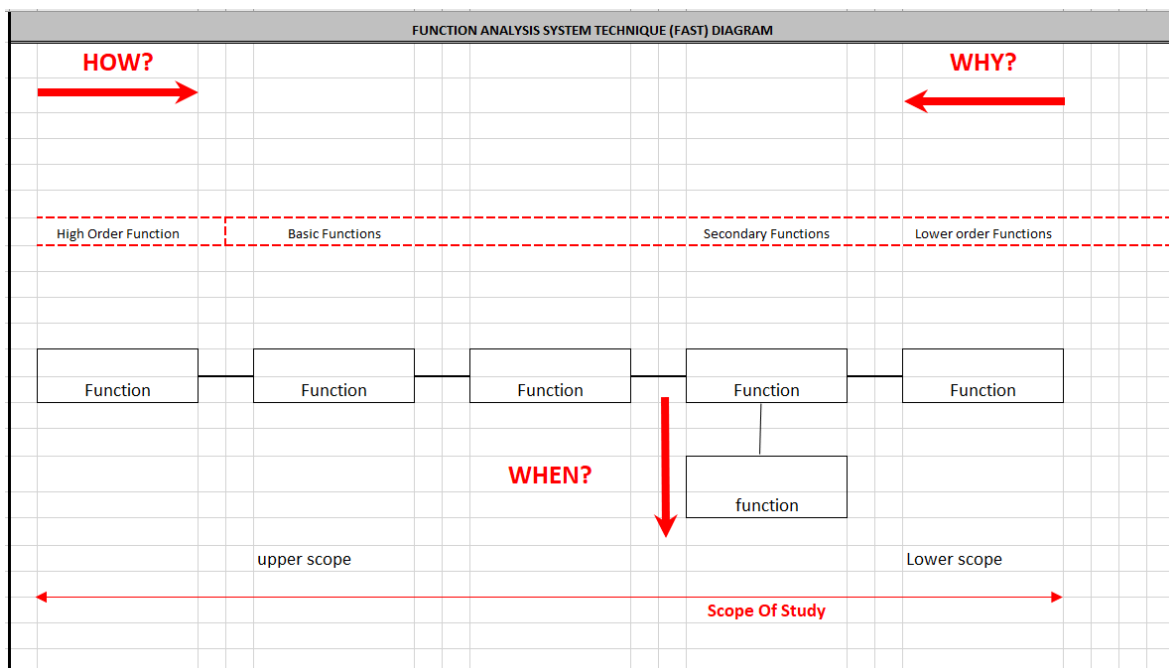 FUNCTION ANALYSIS SYSTEM TECHNIQUE (FAST) DIAGRAM
HOW?
WHY?
High Order Function
Basic Functions
Secondary Functions
Lower order Functions
Function
Function
Function
Function
Function
WHEN?
function
upper scope
Lower scope
Scope Of Study